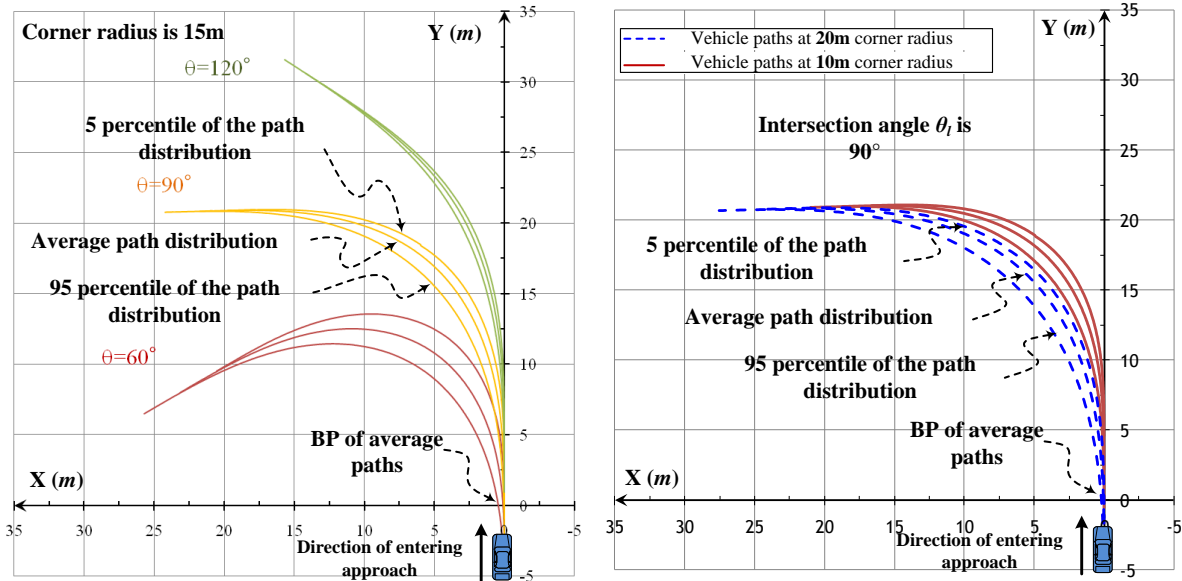 Corner radius is 15m
Y (m)
θ=120°
5 percentile of the path
distribution
θ=90°
Average path distribution
95 percentile of the path
distribution
θ=60°
BP of average
paths
X (m)
Direction of entering
approach
35
30
25
20
15
10
5
0
-5
35
30
25
20
15
10
5
0
-5
Y (m)
Vehicle paths at 20m corner radius
Vehicle paths at 10m corner radius
Intersection angle θl is
90°
5 percentile of the path
distribution
Average path distribution
95 percentile of the path
distribution
BP of average
paths
X (m)
Direction of entering
approach
35
30
25
20
15
10
5
0
-5
35
30
25
20
15
10
5
0
-5